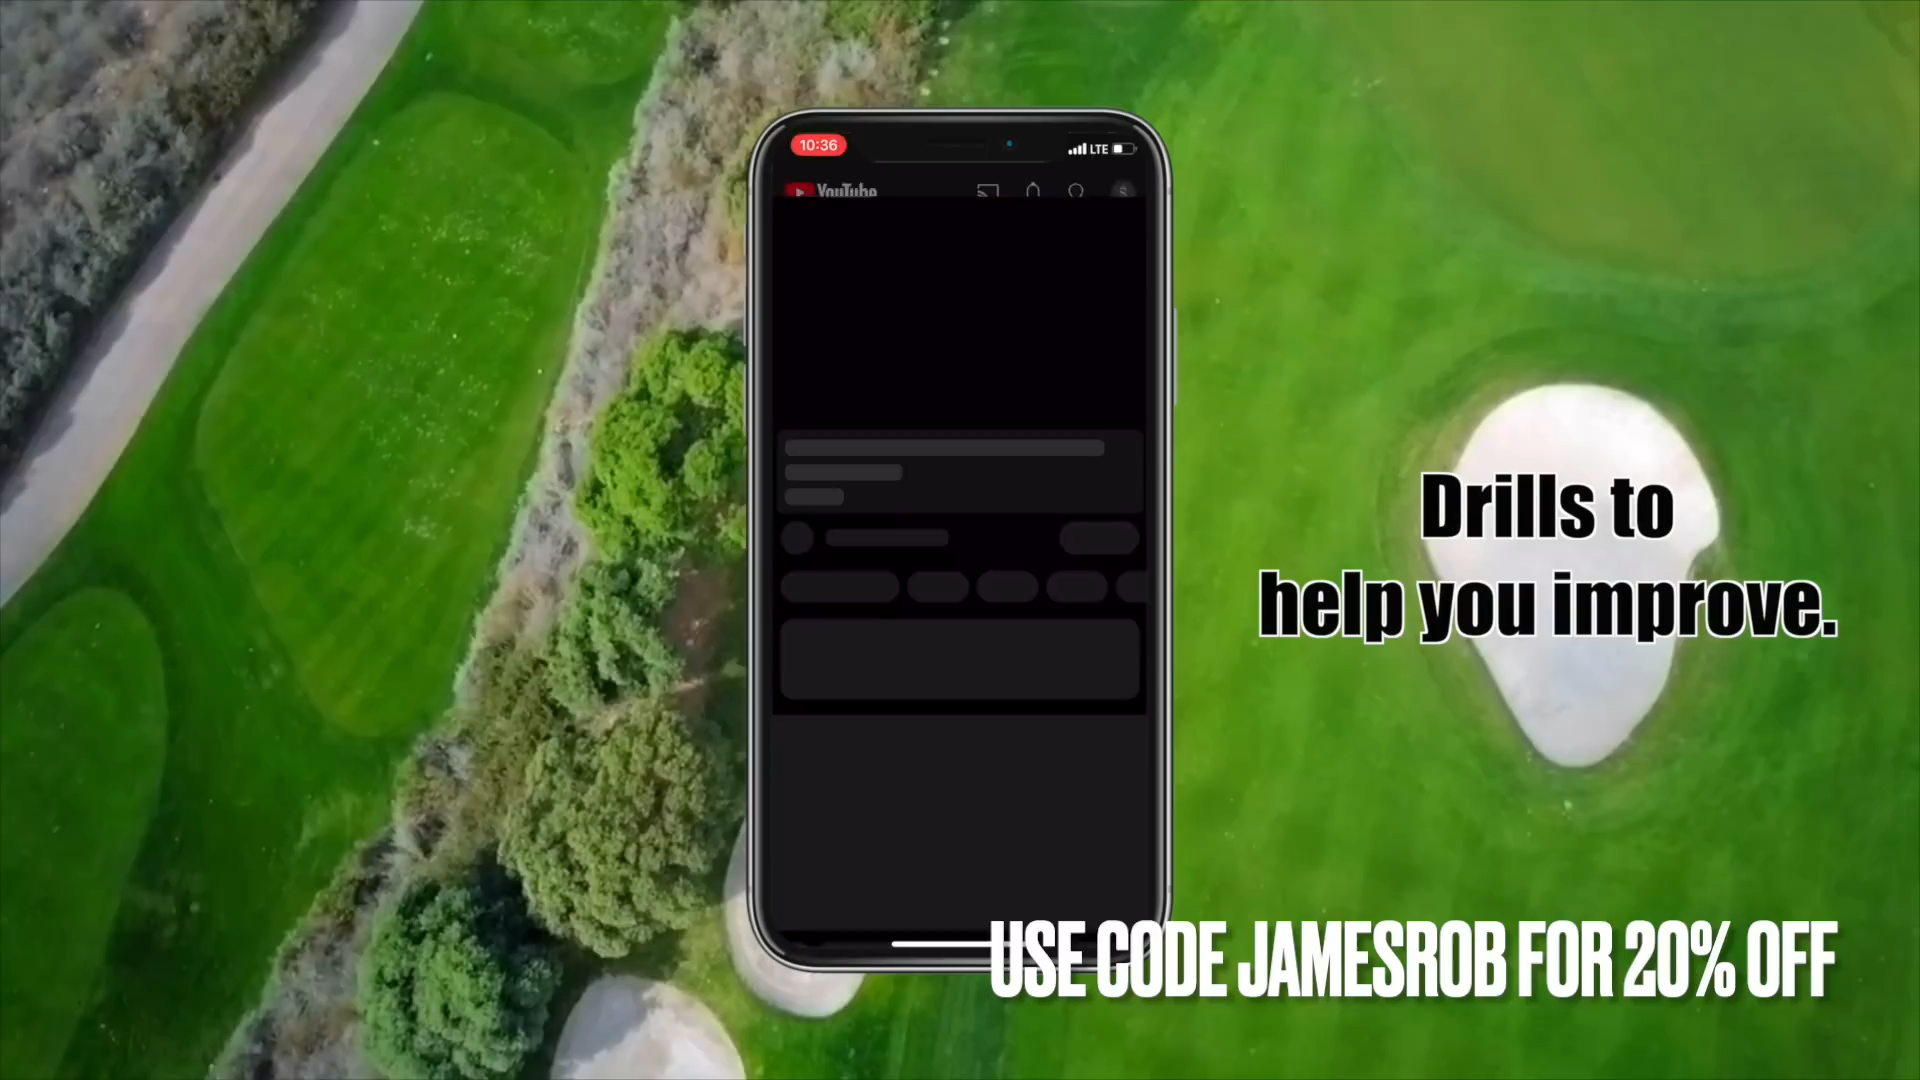 10:36
LTE
YouTube
S
Drills to
help you improve.
USE CODE JAMESROB FOR 20% OFF